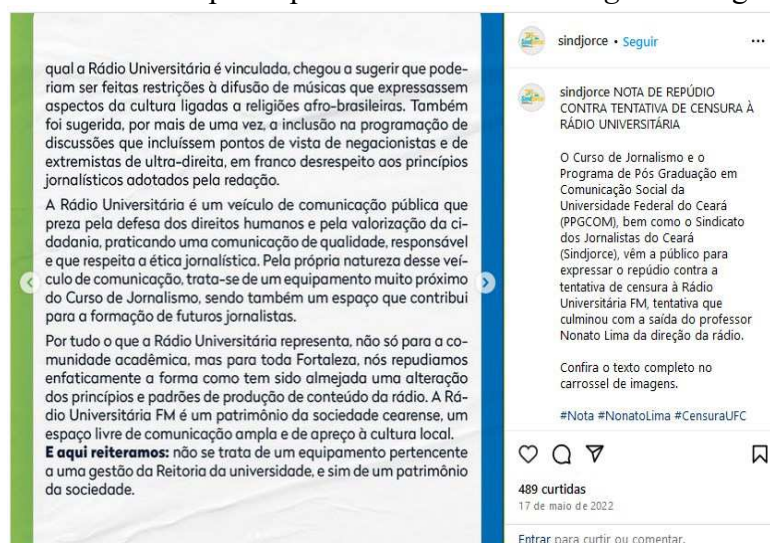 qual a Rádio Universitária é vinculada, chegou a sugerir que pode-
riam ser feitas restrições à difusão de músicas que expressassem
aspectos da cultura ligadas a religiões afro-brasileiras. Também
foi sugerida, por mais de uma vez, a inclusão na programação de
discussões que incluíssem pontos de vista de negacionistas e de
extremistas de ultra-direita, em franco desrespeito aos princípios
jornalísticos adotados pela redação.
A Rádio Universitária é um veículo de comunicação pública que
preza pela defesa dos direitos humanos e pela valorização da ci-
dadania, praticando uma comunicação de qualidade, responsável
e que respeita a ética jornalística. Pela própria natureza desse veí-
culo de comunicação, trata-se de um equipamento muito próximo
do Curso de Jornalismo, sendo também um espaço que contribui
para a formação de futuros jornalistas.
Por tudo o que a Rádio Universitária representa, não só para a co-
munidade acadêmica, mas para toda Fortaleza, nós repudiamos
enfaticamente a forma como tem sido almejada uma alteração
dos princípios e padrões de produção de conteúdo da rádio. A Rá-
dio Universitária FM é um patrimônio da sociedade cearense, um
espaço livre de comunicação ampla e de apreço à cultura local.
E aqui reiteramos: não se trata de um equipamento pertencente
a uma gestão da Reitoria da universidade, e sim de um patrimônio
da sociedade.
sindjorce • Seguir
sindjorce NOTA DE REPÚDIO
CONTRA TENTATIVA DE CENSURA À
RÁDIO UNIVERSITÁRIA
O Curso de Jornalismo e o
Programa de Pós Graduação em
Comunicação Social da
Universidade Federal do Ceará
(PPGCOM), bem como o Sindicato
dos Jornalistas do Ceará
(Sindjorce), vêm a público para
expressar o repúdio contra a
tentativa de censura à Rádio
Universitária FM, tentativa que
culminou com a saída do professor
Nonato Lima da direção da rádio.
Confira o texto completo no
carrossel de imagens.
#Nota #NonatoLima #CensuraUFC
489 curtidas
17 de maio de 2022
Entrar para curtir ou comentar.